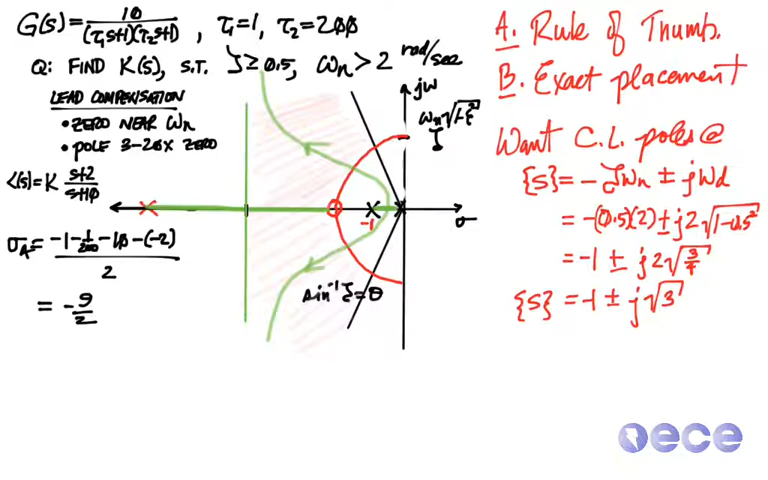 G(s) = 10 / (τ₁s+1)(τ₂s+1) , τ₁=1, τ₂=200
Q: FIND K(s), S.T. ζ ≥ 0.5, ωn > 2 rad/sec
LEAD COMPENSATION
• ZERO NEAR ωn
• POLE 3-20X ZERO
K(s) = K s+2 / s+10
σA = -1 - 1/200 - 10 - (-2) / 2
= -9/2
jω
ωn√1-ζ²
-1
σ
sin⁻¹ ζ = θ
A. Rule of Thumb.
B. Exact placement
Want C.L. poles @
{s} = -ζωn ± jωd
= -(0.5)(2) ± j2√1-0.5²
= -1 ± j2√3/4
{s} = -1 ± j√3
ece